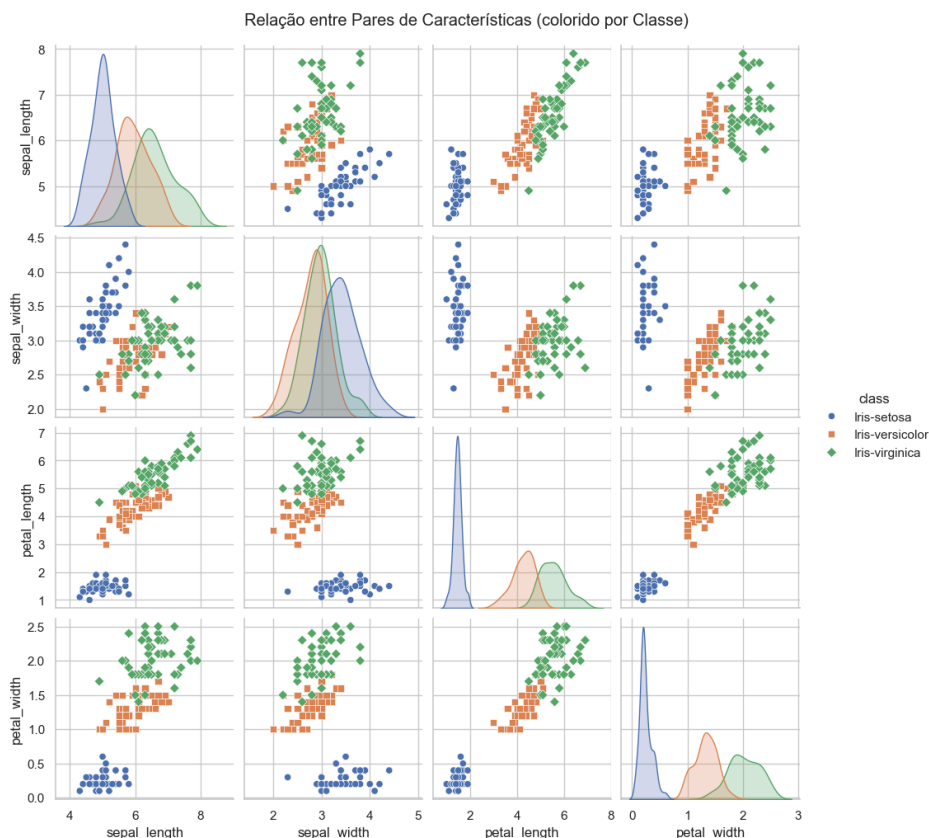 Relação entre Pares de Características (colorido por Classe)
8
7
6
5
sepal_length
4.5
4.0
3.5
3.0
2.5
2.0
sepal_width
7
6
5
4
3
2
1
petal_length
2.5
2.0
1.5
1.0
0.5
0.0
petal_width
4 6 8
2 3 4 5
2 4 6 8
0 1 2 3
sepal_length sepal_width petal_length petal_width
class
Iris-setosa
Iris-versicolor
Iris-virginica